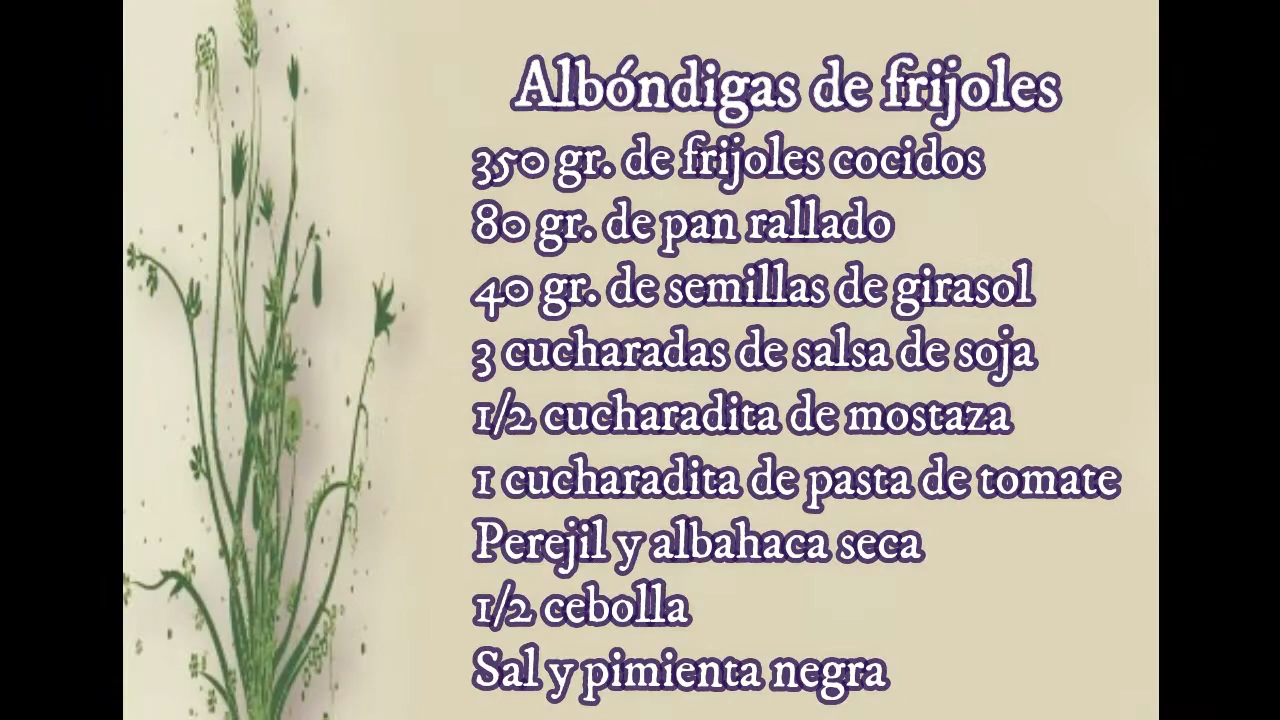 Albóndigas de frijoles
350 gr. de frijoles cocidos
80 gr. de pan rallado
40 gr. de semillas de girasol
3 cucharadas de salsa de soja
1/2 cucharadita de mostaza
1 cucharadita de pasta de tomate
Perejil y albahaca seca
1/2 cebolla
Sal y pimienta negra